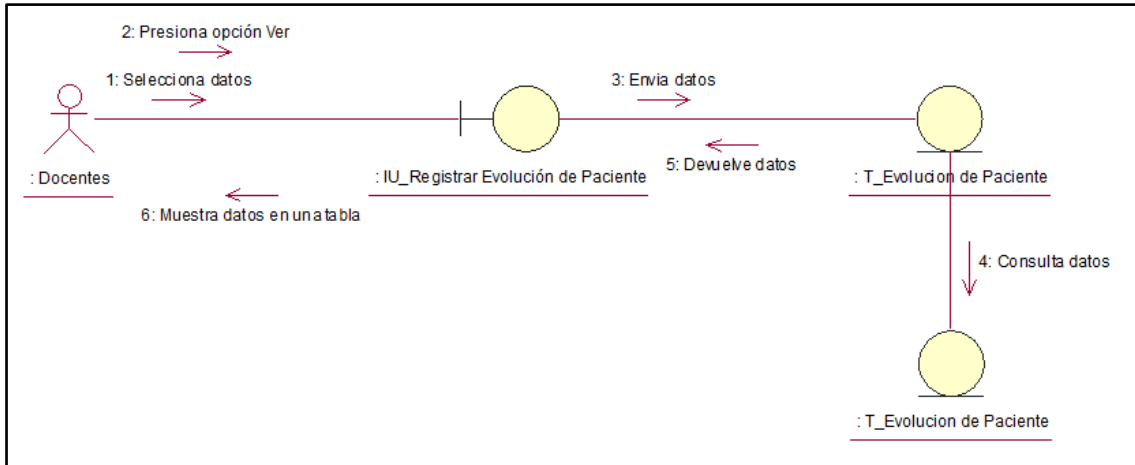 2: Presiona opción Ver
1: Selecciona datos
3: Envia datos
5: Devuelve datos
: Docentes
: IU_Registrar Evolución de Paciente
: T_Evolucion de Paciente
6: Muestra datos en una tabla
4: Consulta datos
: T_Evolucion de Paciente